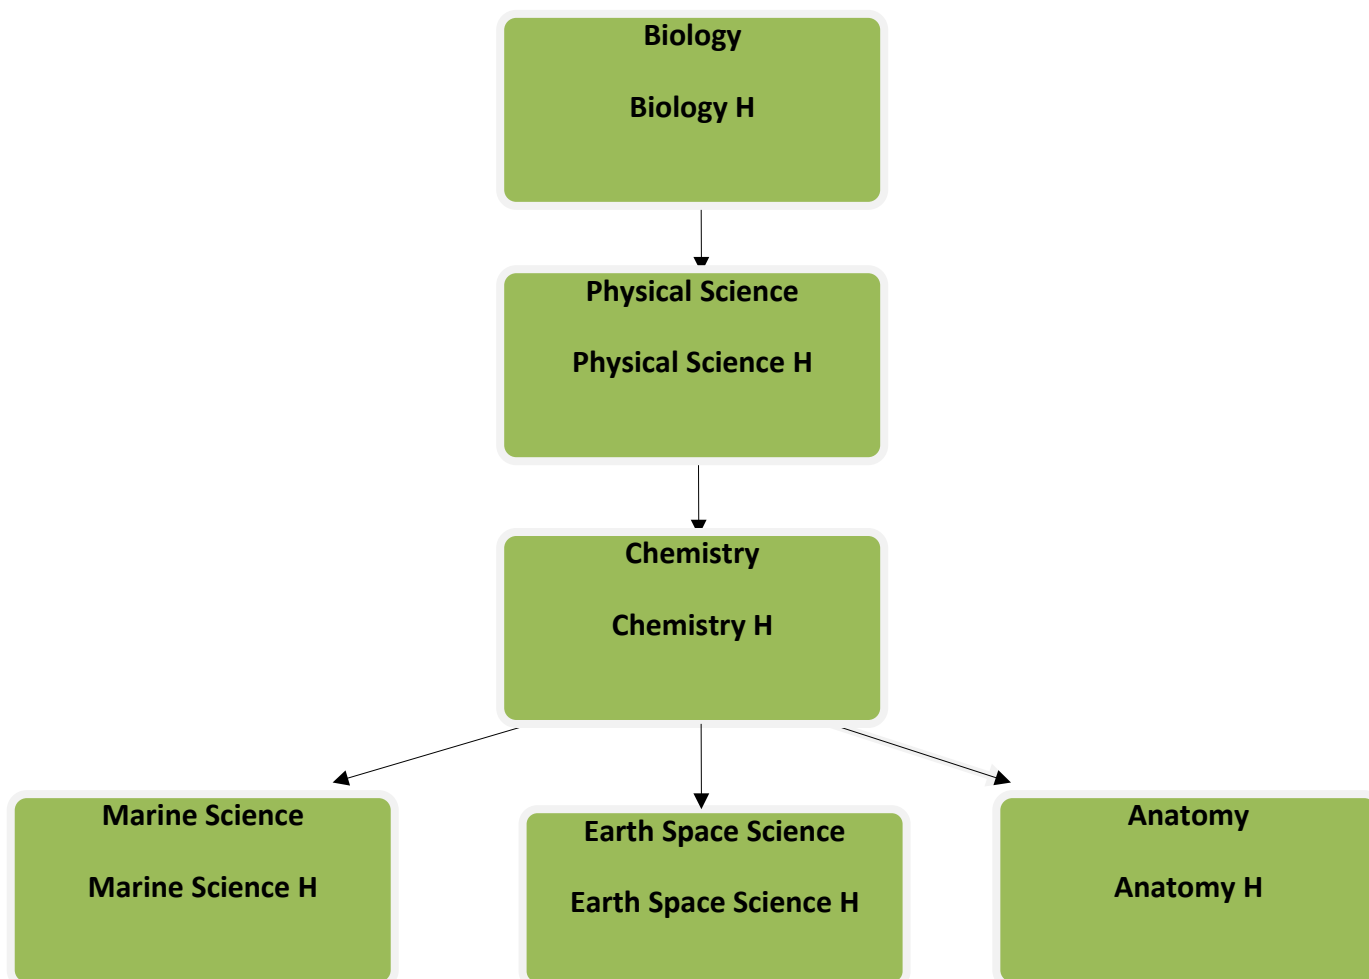 Biology
Biology H
Physical Science
Physical Science H
Chemistry
Chemistry H
Marine Science
Marine Science H
Earth Space Science
Earth Space Science H
Anatomy
Anatomy H